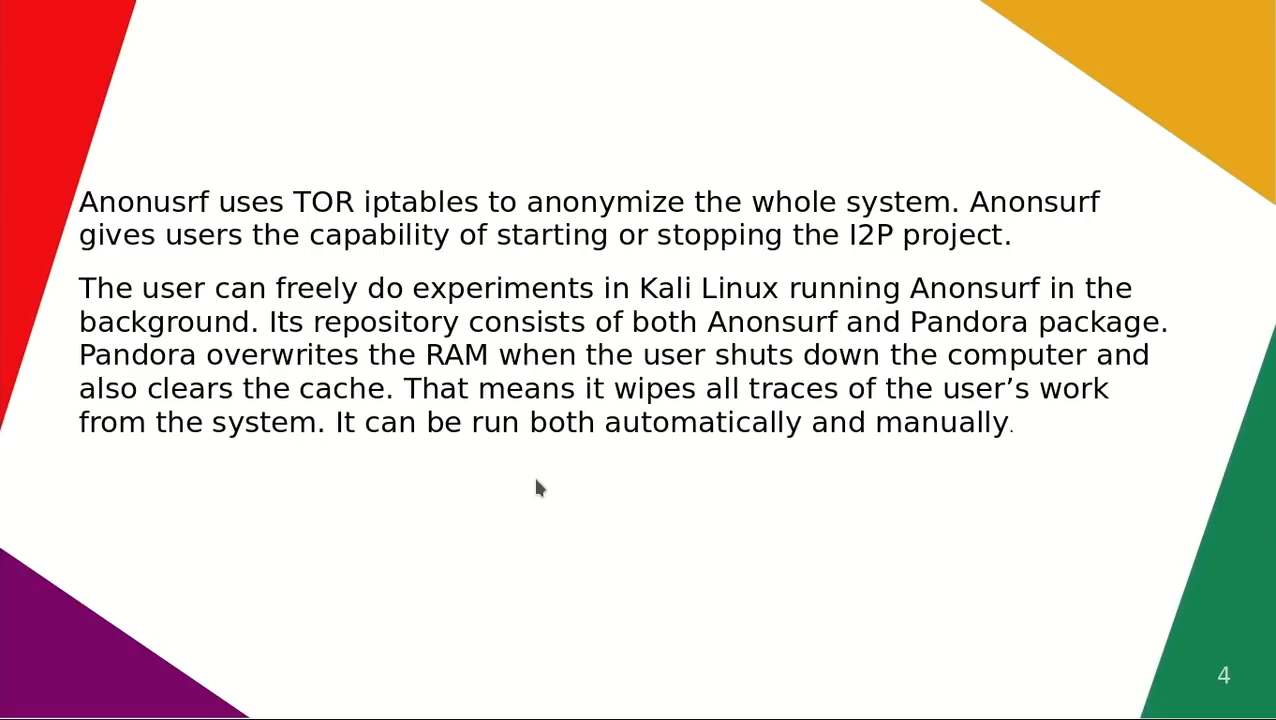 Anonusrf uses TOR iptables to anonymize the whole system. Anonsurf
gives users the capability of starting or stopping the I2P project.
The user can freely do experiments in Kali Linux running Anonsurf in the
background. Its repository consists of both Anonsurf and Pandora package.
Pandora overwrites the RAM when the user shuts down the computer and
also clears the cache. That means it wipes all traces of the user’s work
from the system. It can be run both automatically and manually.
4